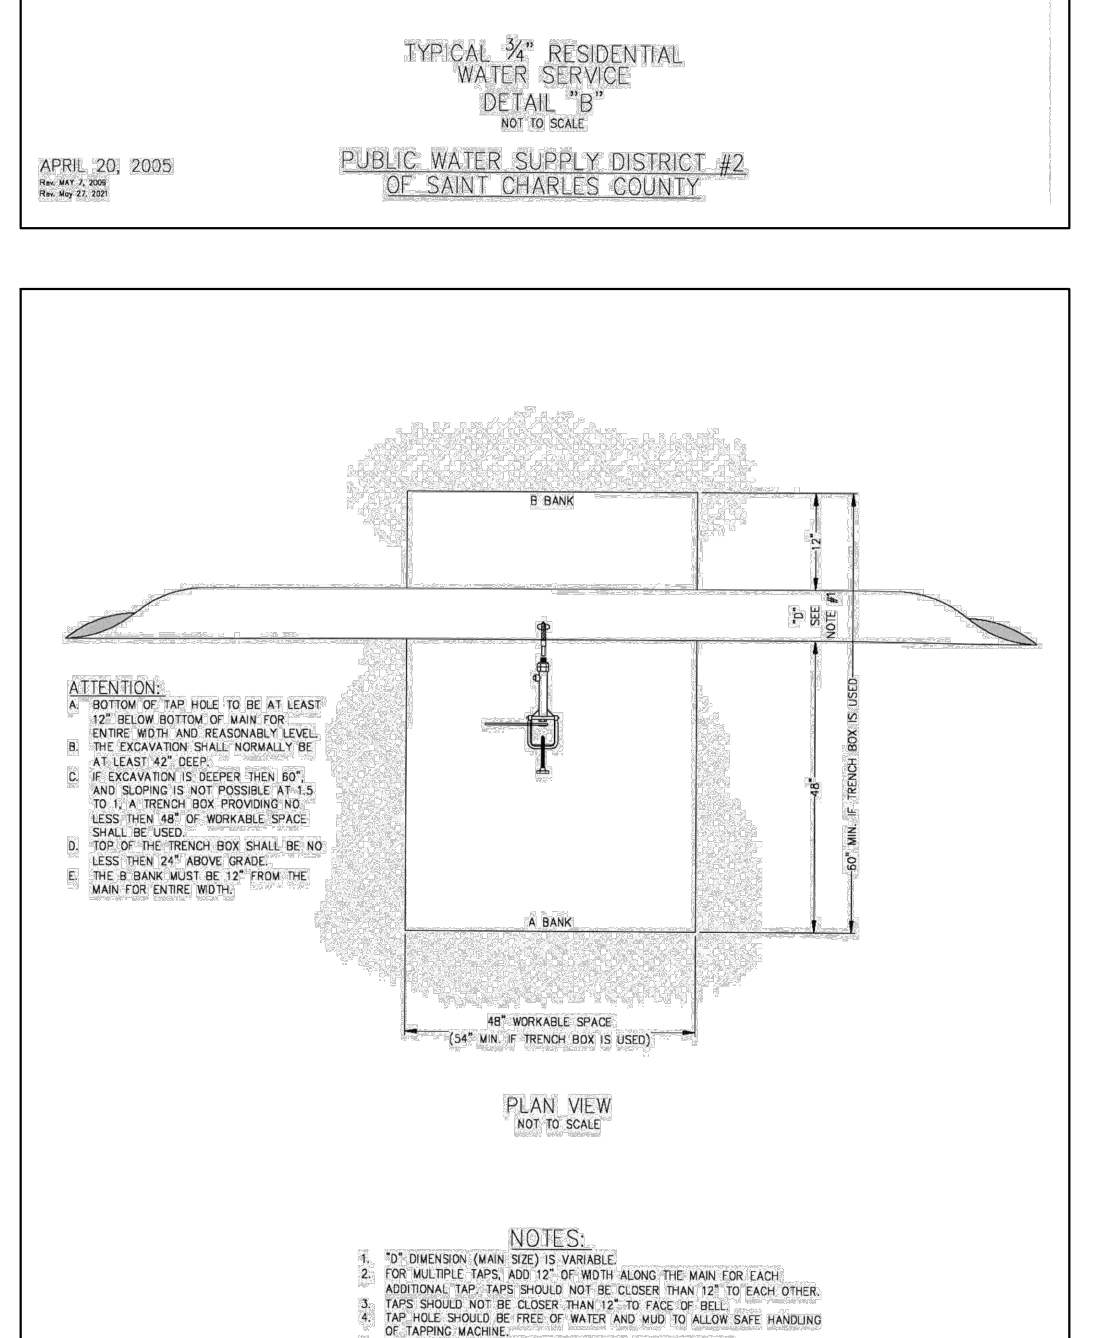 TYPICAL 3/4" RESIDENTIAL
WATER SERVICE
DETAIL "B"
NOT TO SCALE
APRIL 20, 2005
Rev. MAY 7, 2009
Rev. May 27, 2021
PUBLIC WATER SUPPLY DISTRICT #2
OF SAINT CHARLES COUNTY
B BANK
12"
"D"
SEE
NOTE #1
48"
60" MIN. IF TRENCH BOX IS USED
ATTENTION:
A. BOTTOM OF TAP HOLE TO BE AT LEAST
12" BELOW BOTTOM OF MAIN FOR
ENTIRE WIDTH AND REASONABLY LEVEL.
B. THE EXCAVATION SHALL NORMALLY BE
AT LEAST 42" DEEP.
C. IF EXCAVATION IS DEEPER THEN 60",
AND SLOPING IS NOT POSSIBLE AT 1.5
TO 1, A TRENCH BOX PROVIDING NO
LESS THEN 48" OF WORKABLE SPACE
SHALL BE USED.
D. TOP OF THE TRENCH BOX SHALL BE NO
LESS THEN 24" ABOVE GRADE.
E. THE B BANK MUST BE 12" FROM THE
MAIN FOR ENTIRE WIDTH.
A BANK
48" WORKABLE SPACE
(54" MIN. IF TRENCH BOX IS USED)
PLAN VIEW
NOT TO SCALE
NOTES:
1. "D" DIMENSION (MAIN SIZE) IS VARIABLE.
2. FOR MULTIPLE TAPS, ADD 12" OF WIDTH ALONG THE MAIN FOR EACH
ADDITIONAL TAP. TAPS SHOULD NOT BE CLOSER THAN 12" TO EACH OTHER.
3. TAPS SHOULD NOT BE CLOSER THAN 12" TO FACE OF BELL.
4. TAP HOLE SHOULD BE FREE OF WATER AND MUD TO ALLOW SAFE HANDLING
OF TAPPING MACHINE.